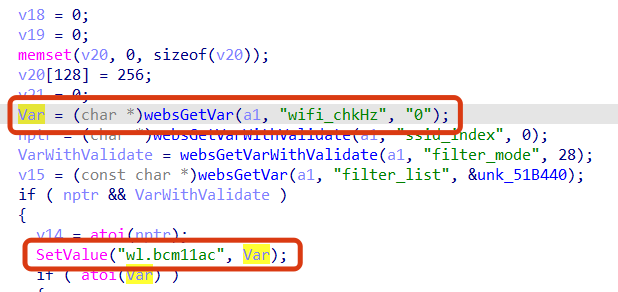 v18 = 0;
v19 = 0;
memset(v20, 0, sizeof(v20));
v20[128] = 256;
v21 = 0;
Var = (char *)websGetVar(a1, "wifi_chkHz", "0");
nptr = (char *)websGetVarWithValidate(a1, "ssid_index", 0);
VarWithValidate = websGetVarWithValidate(a1, "filter_mode", 28);
v15 = (const char *)websGetVar(a1, "filter_list", &unk_51B440);
if ( nptr && VarWithValidate )
{
v14 = atoi(nptr);
SetValue("wl.bcm11ac", Var);
if ( atoi(Var) )
{